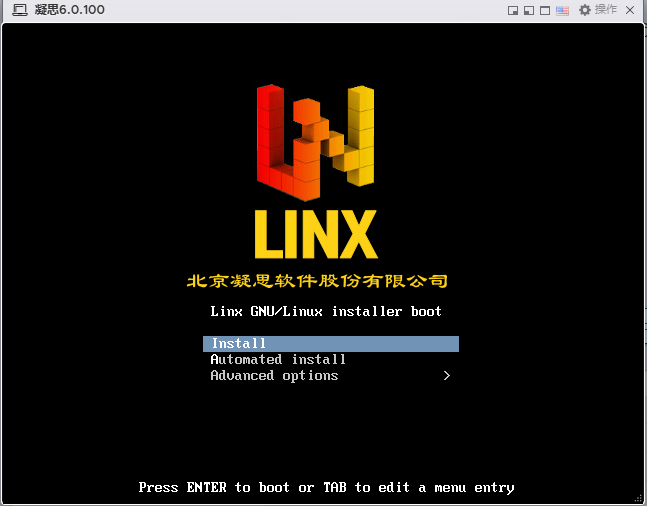 凝思6.0.100
操作
LINX
北京凝思软件股份有限公司
Linx GNU/Linux installer boot
Install
Automated install
Advanced options >
Press ENTER to boot or TAB to edit a menu entry